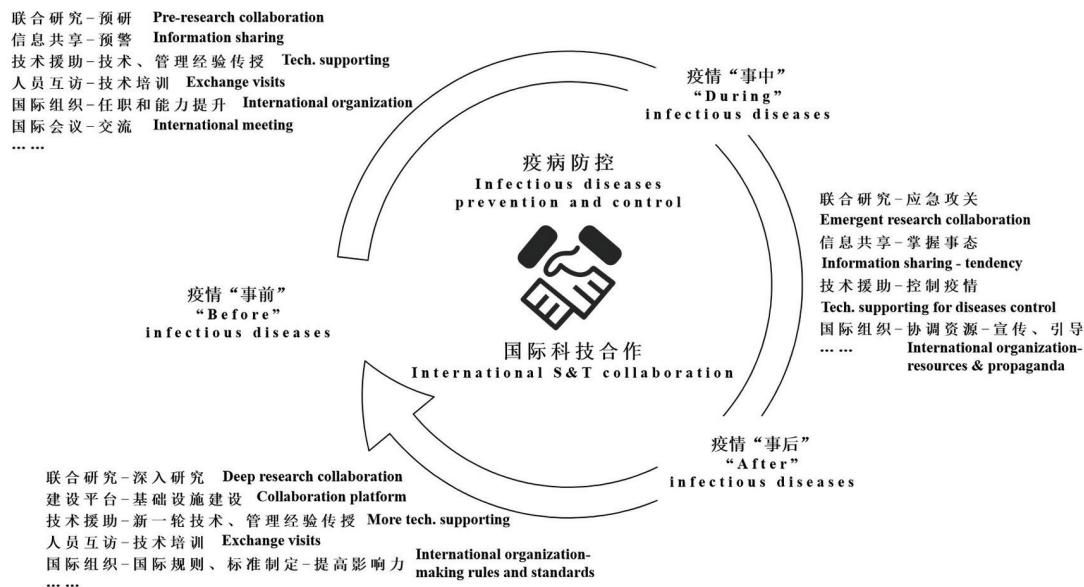 联合研究–预研 Pre-research collaboration
信息共享–预警 Information sharing
技术援助–技术、管理经验传授 Tech. supporting
人员互访–技术培训 Exchange visits
国际组织–任职和能力提升 International organization
国际会议–交流 International meeting
… …
疫情“事中”
“During”
infectious diseases
疫病防控
Infectious diseases
prevention and control
国际科技合作
International S&T collaboration
疫情“事前”
“Before”
infectious diseases
联合研究–应急攻关
Emergent research collaboration
信息共享–掌握事态
Information sharing - tendency
技术援助–控制疫情
Tech. supporting for diseases control
国际组织–协调资源–宣传、引导
… … International organization-
resources & propaganda
疫情“事后”
“After”
infectious diseases
联合研究–深入研究 Deep research collaboration
建设平台–基础设施建设 Collaboration platform
技术援助–新一轮技术、管理经验传授 More tech. supporting
人员互访–技术培训 Exchange visits
国际组织–国际规则、标准制定–提高影响力 International organization-
making rules and standards
… …